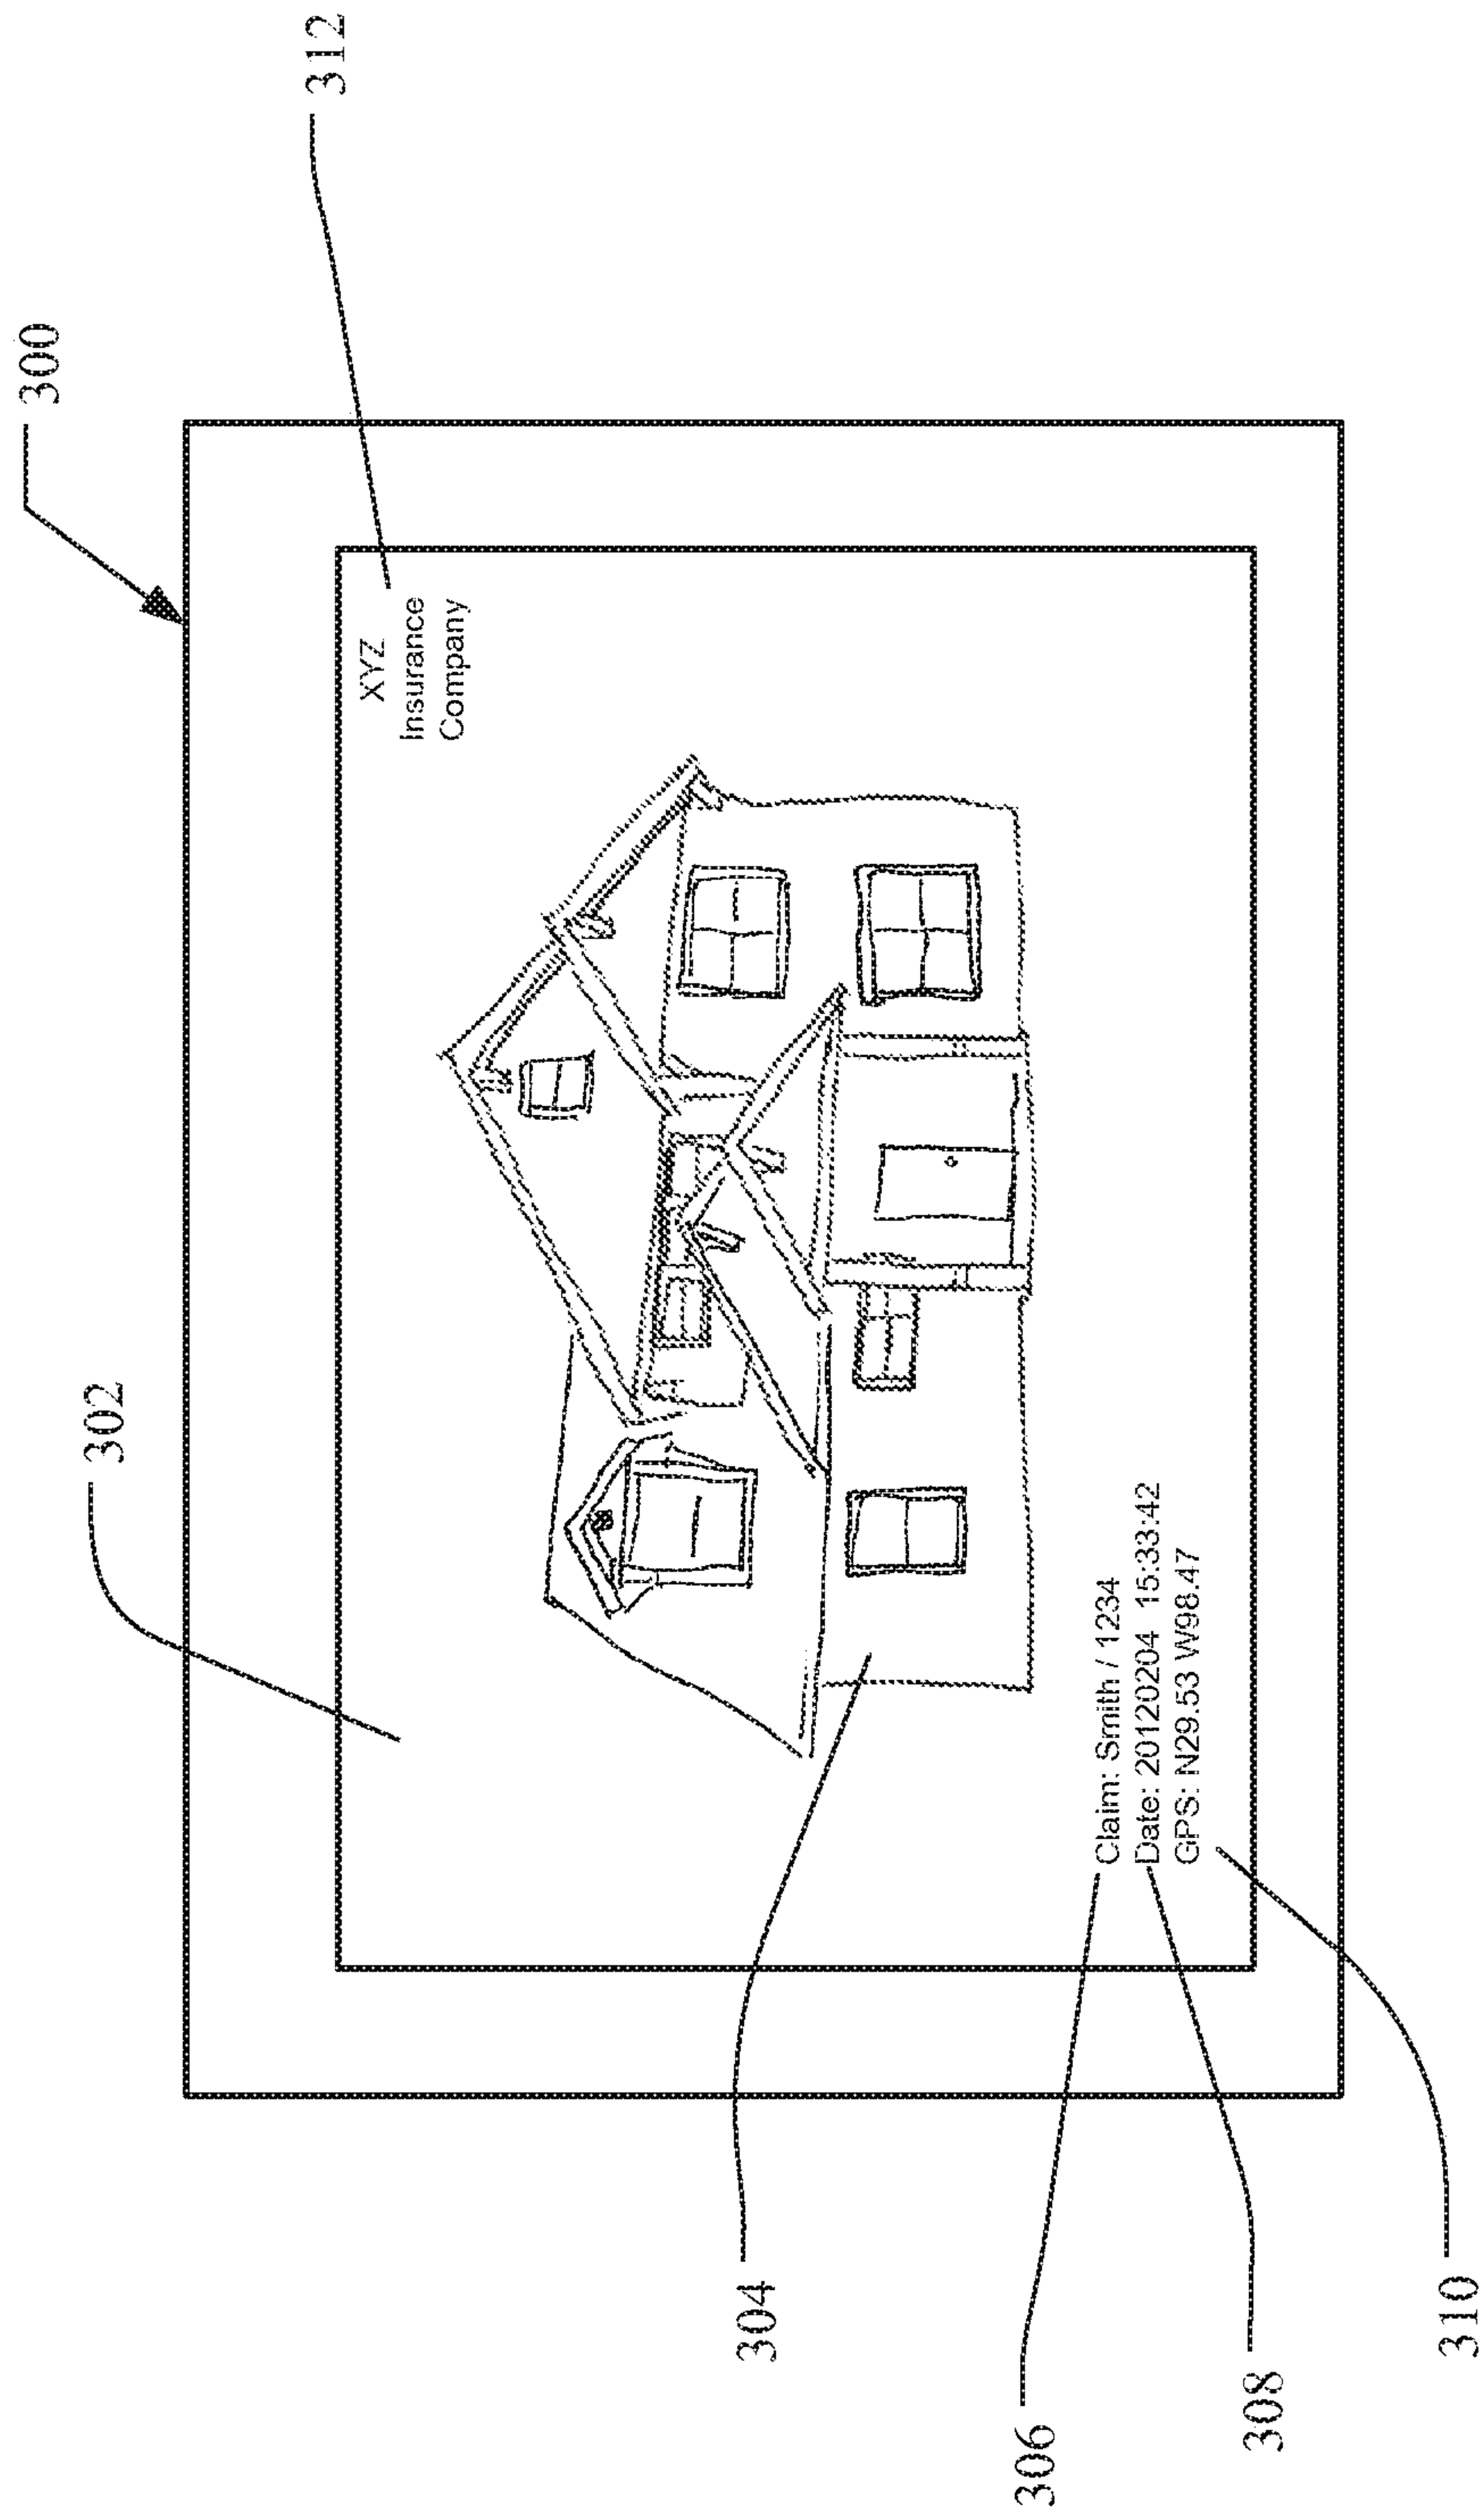 300
302
312
XYZ
Insurance
Company
304
Claim: Smith / 1234
Date: 20120204 15:33:42
GPS: N29.53 W98.47
306
308
310